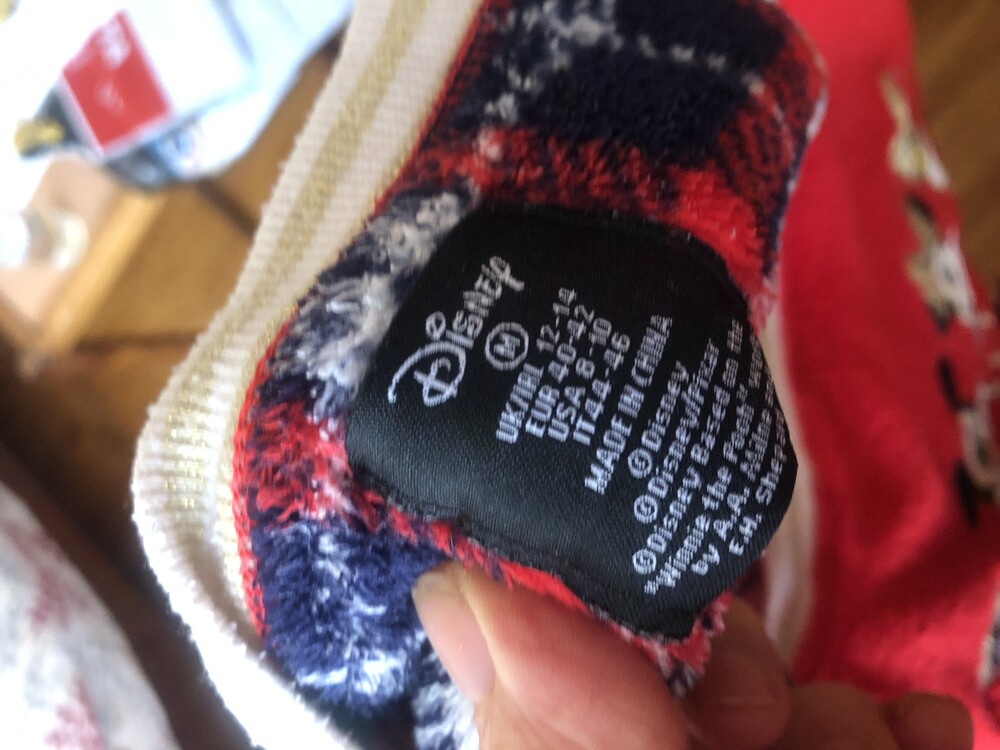 Disney
M
UK/IRL 12-14
EUR 40-42
USA 8-10
IT 44-46
MADE IN CHINA
© Disney
© Disney/Pixar
© Disney Based on the
"Winnie the Pooh" works
by A.A. Milne and
E.H. Shepard